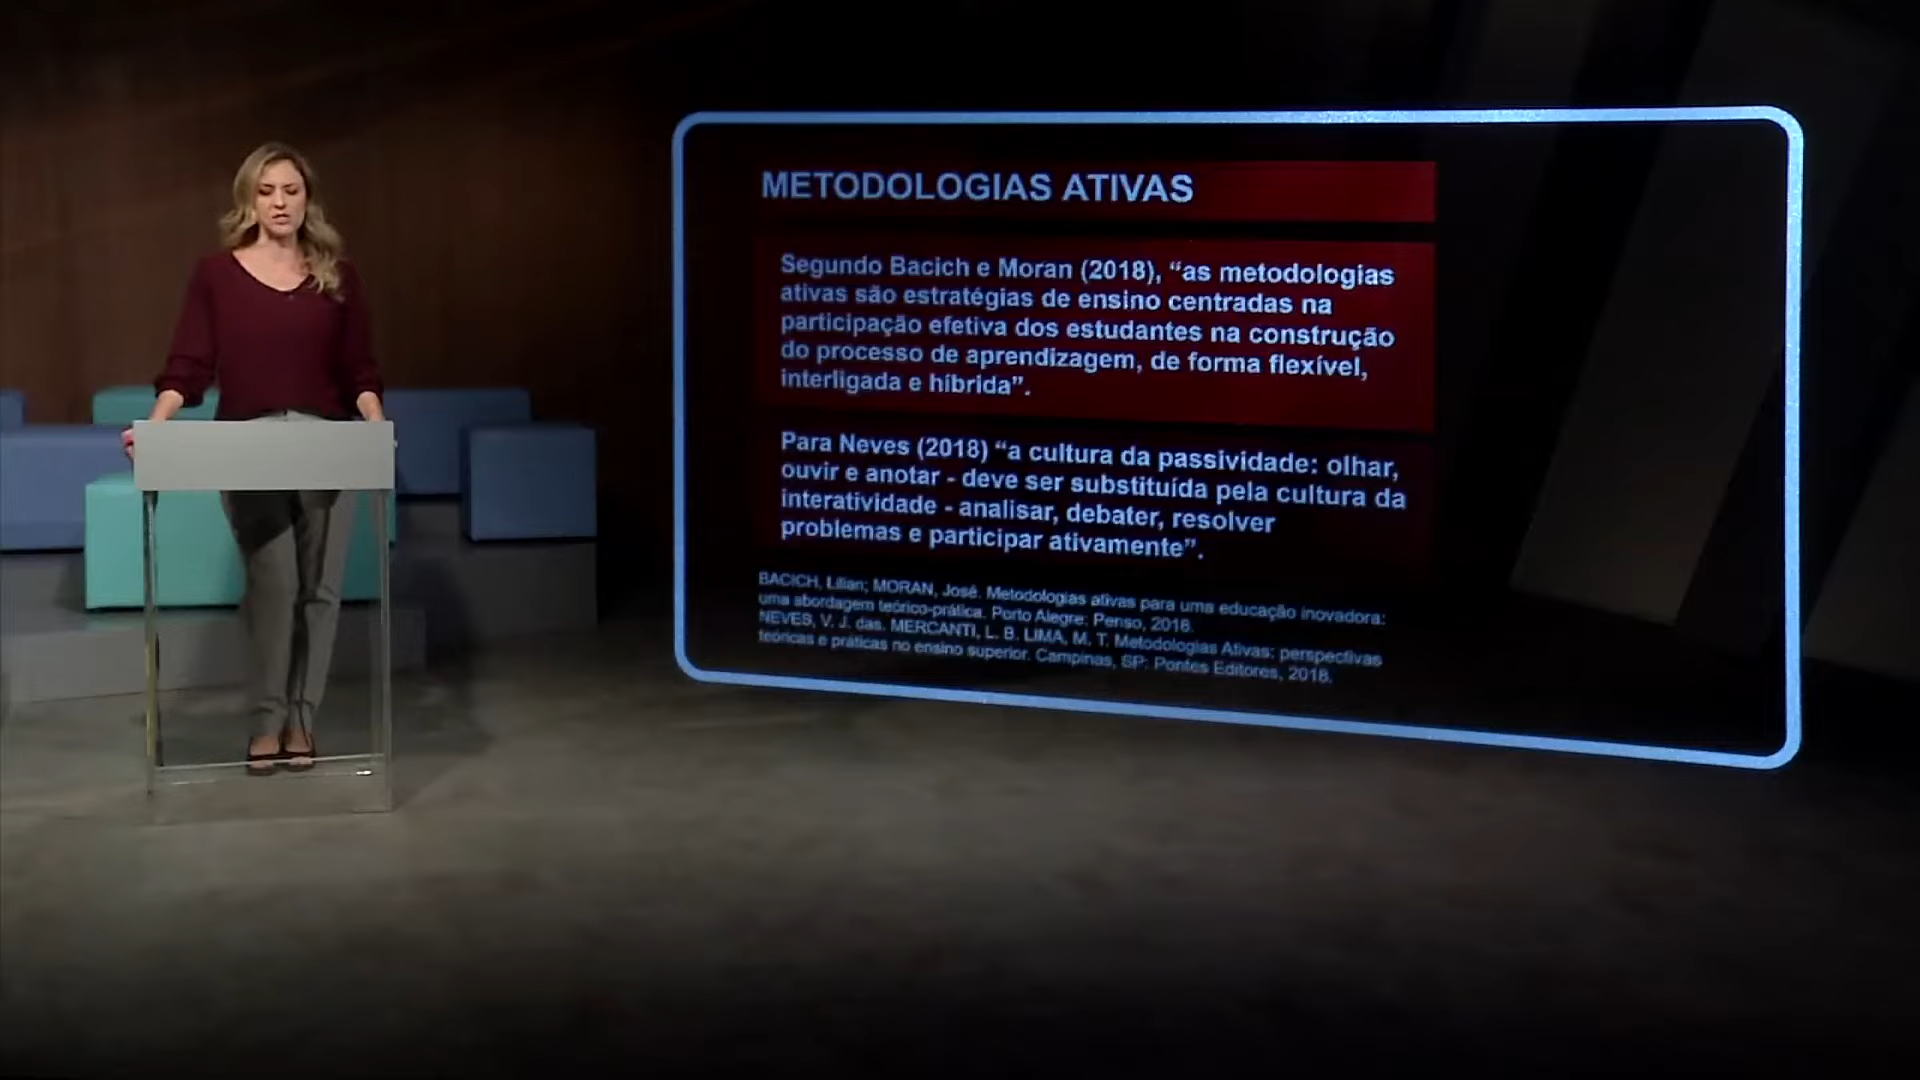 METODOLOGIAS ATIVAS
Segundo Bacich e Moran (2018), “as metodologias
ativas são estratégias de ensino centradas na
participação efetiva dos estudantes na construção
do processo de aprendizagem, de forma flexível,
interligada e híbrida”.
Para Neves (2018) “a cultura da passividade: olhar,
ouvir e anotar - deve ser substituída pela cultura da
interatividade - analisar, debater, resolver
problemas e participar ativamente”.
BACICH, Lilian; MORAN, José. Metodologias ativas para uma educação inovadora:
uma abordagem teórico-prática. Porto Alegre: Penso, 2018.
NEVES, V. J. das. MERCANTI, L. B. LIMA, M. T. Metodologias Ativas: perspectivas
teóricas e práticas no ensino superior. Campinas, SP: Pontes Editores, 2018.